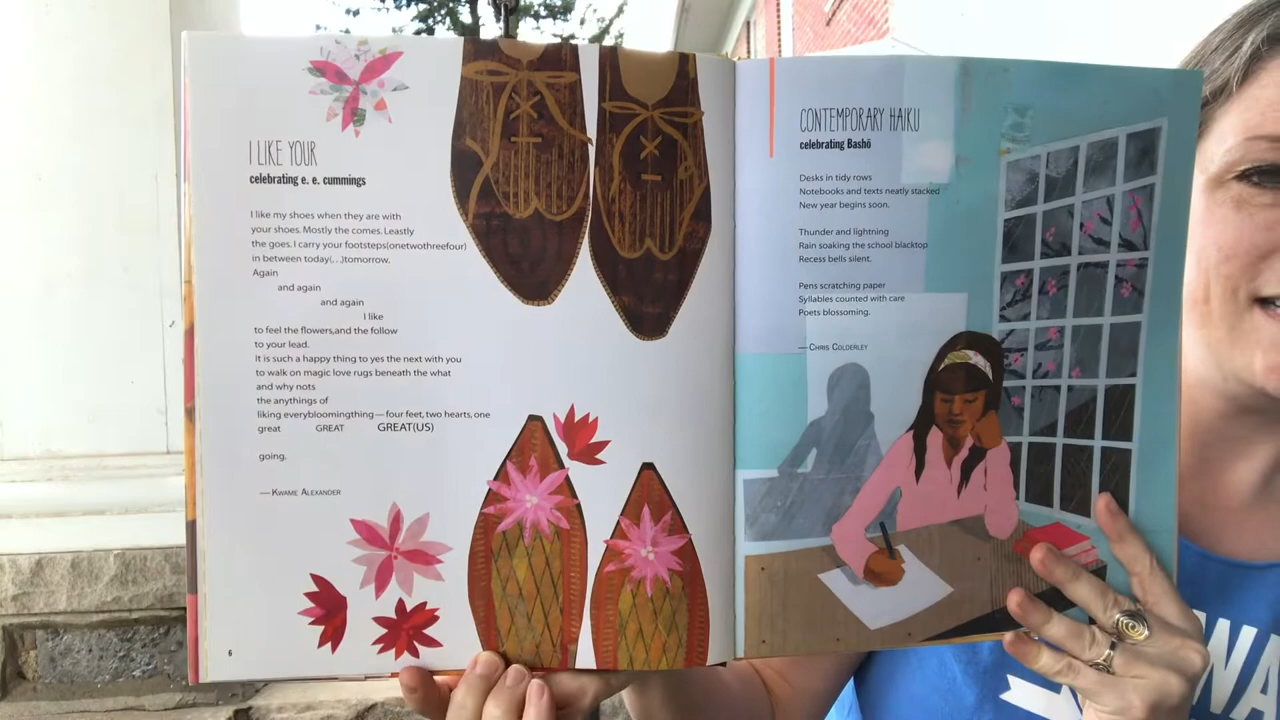 I LIKE YOUR
celebrating e. e. cummings
I like my shoes when they are with
your shoes. Mostly the comes. Leastly
the goes. I carry your footsteps(onetwothreefour)
in between today(. . .)tomorrow.
Again
and again
and again
I like
to feel the flowers,and the follow
to your lead.
It is such a happy thing to yes the next with you
to walk on magic love rugs beneath the what
and why nots
the anythings of
liking everybloomingthing—four feet, two hearts, one
great GREAT GREAT(US)
going.
—KWAME ALEXANDER
6
CONTEMPORARY HAIKU
celebrating Bashō
Desks in tidy rows
Notebooks and texts neatly stacked
New year begins soon.
Thunder and lightning
Rain soaking the school blacktop
Recess bells silent.
Pens scratching paper
Syllables counted with care
Poets blossoming.
—CHRIS COLDERLEY